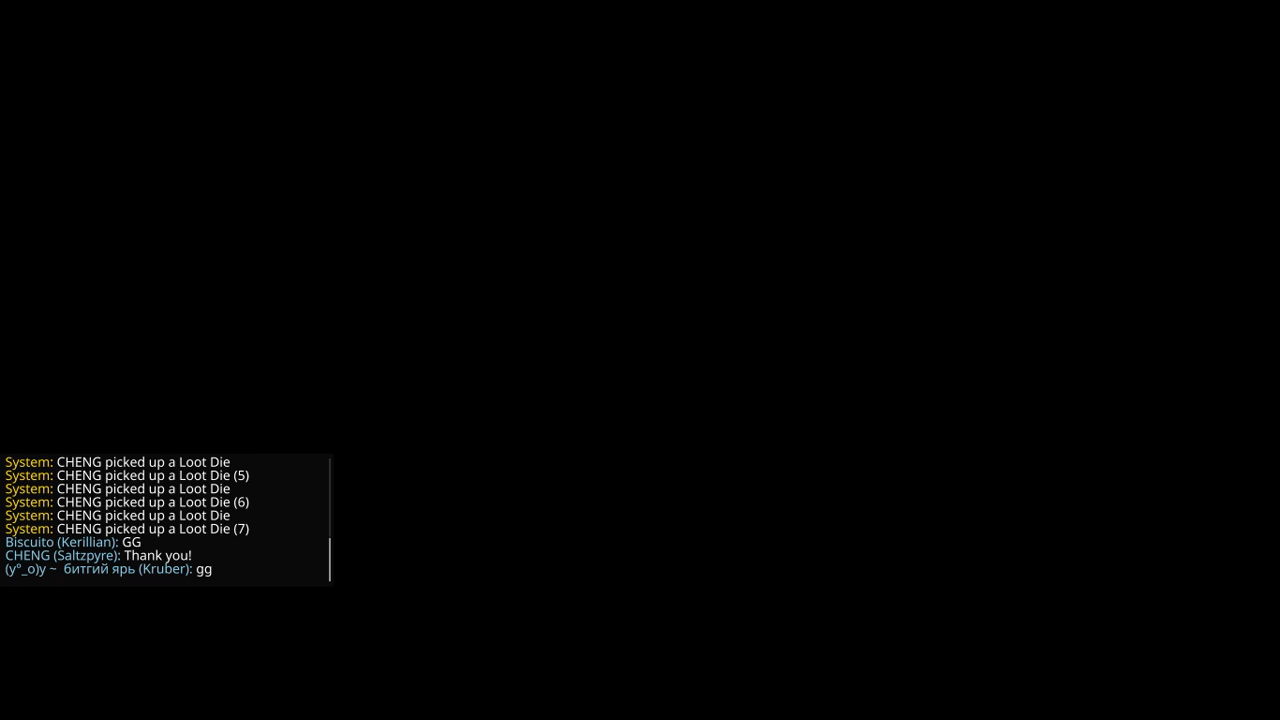 System: CHENG picked up a Loot Die
System: CHENG picked up a Loot Die (5)
System: CHENG picked up a Loot Die
System: CHENG picked up a Loot Die (6)
System: CHENG picked up a Loot Die
System: CHENG picked up a Loot Die (7)
Biscuito (Kerillian): GG
CHENG (Saltzpyre): Thank you!
(y°_o)y ~  битгий ярь (Kruber): gg